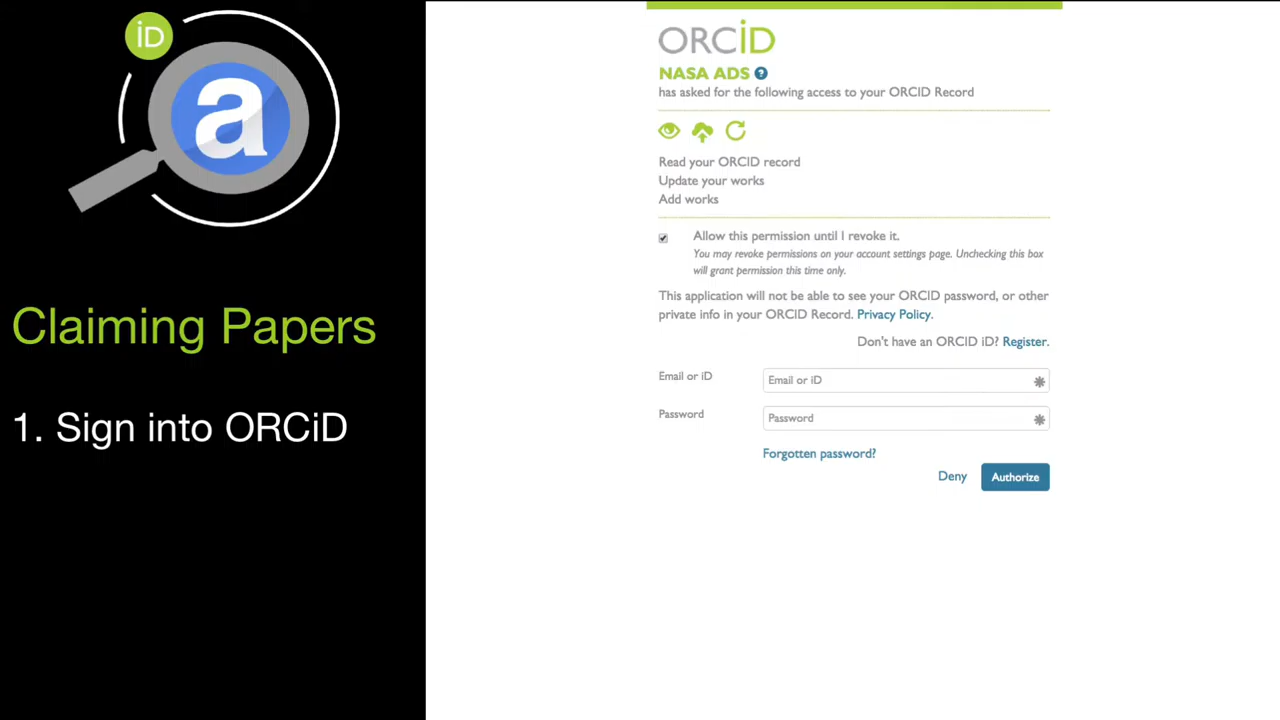 iD
a
Claiming Papers
1. Sign into ORCiD
ORCiD
NASA ADS ?
has asked for the following access to your ORCID Record
Read your ORCID record
Update your works
Add works
Allow this permission until I revoke it.
You may revoke permissions on your account settings page. Unchecking this box
will grant permission this time only.
This application will not be able to see your ORCID password, or other
private info in your ORCID Record. Privacy Policy.
Don't have an ORCID iD? Register.
Email or iD
Email or iD
Password
Password
Forgotten password?
Deny
Authorize